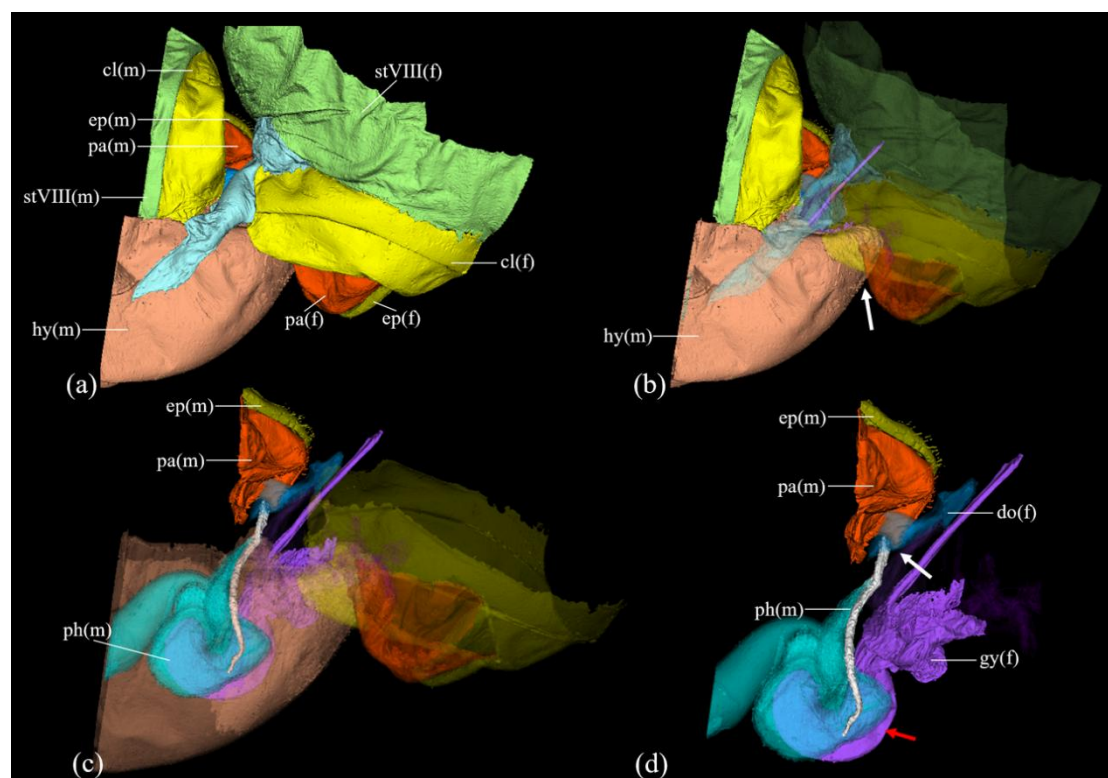 cl(m)
stVIII(f)
ep(m)
pa(m)
stVIII(m)
cl(f)
hy(m)
pa(f)
ep(f)
(a)
hy(m)
(b)
ep(m)
pa(m)
ph(m)
(c)
ep(m)
pa(m)
do(f)
ph(m)
gy(f)
(d)